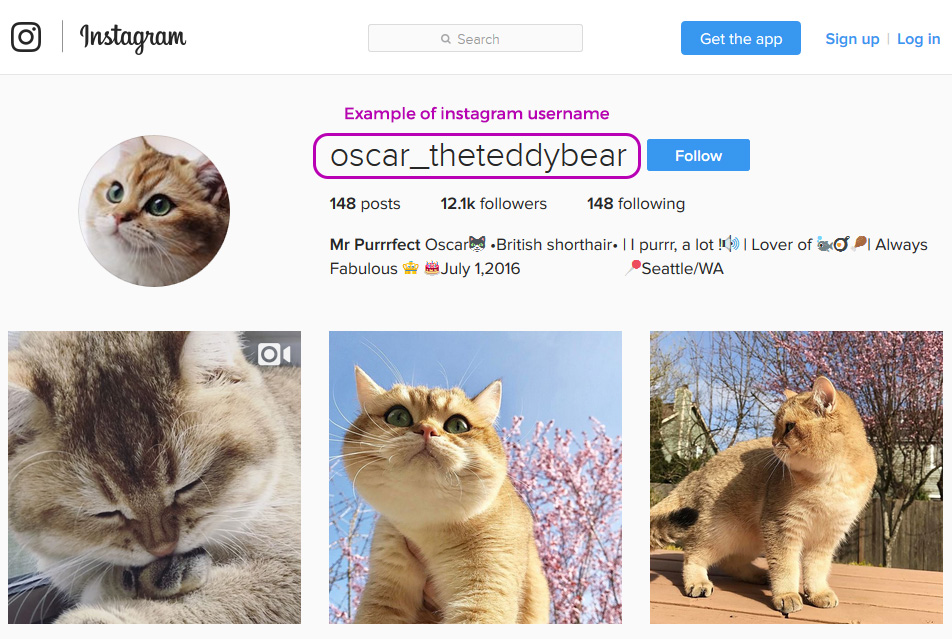 Instagram
Search
Get the app
Sign up | Log in
Example of instagram username
oscar_theteddybear
Follow
148 posts 12.1k followers 148 following
Mr Purrrfect Oscar🐱 •British shorthair• | I purrr, a lot !🔊 | Lover of 🐟🍳🍗| Always
Fabulous 👑 🎂July 1,2016 📍Seattle/WA